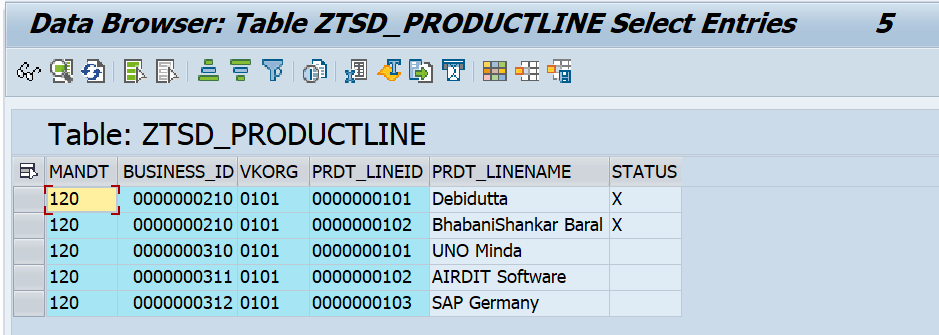 Data Browser: Table ZTSD_PRODUCTLINE Select Entries 5
Table: ZTSD_PRODUCTLINE
MANDT BUSINESS_ID VKORG PRDT_LINEID PRDT_LINENAME STATUS
120 0000000210 0101 0000000101 Debidutta X
120 0000000210 0101 0000000102 BhabaniShankar Baral X
120 0000000310 0101 0000000101 UNO Minda
120 0000000311 0101 0000000102 AIRDIT Software
120 0000000312 0101 0000000103 SAP Germany